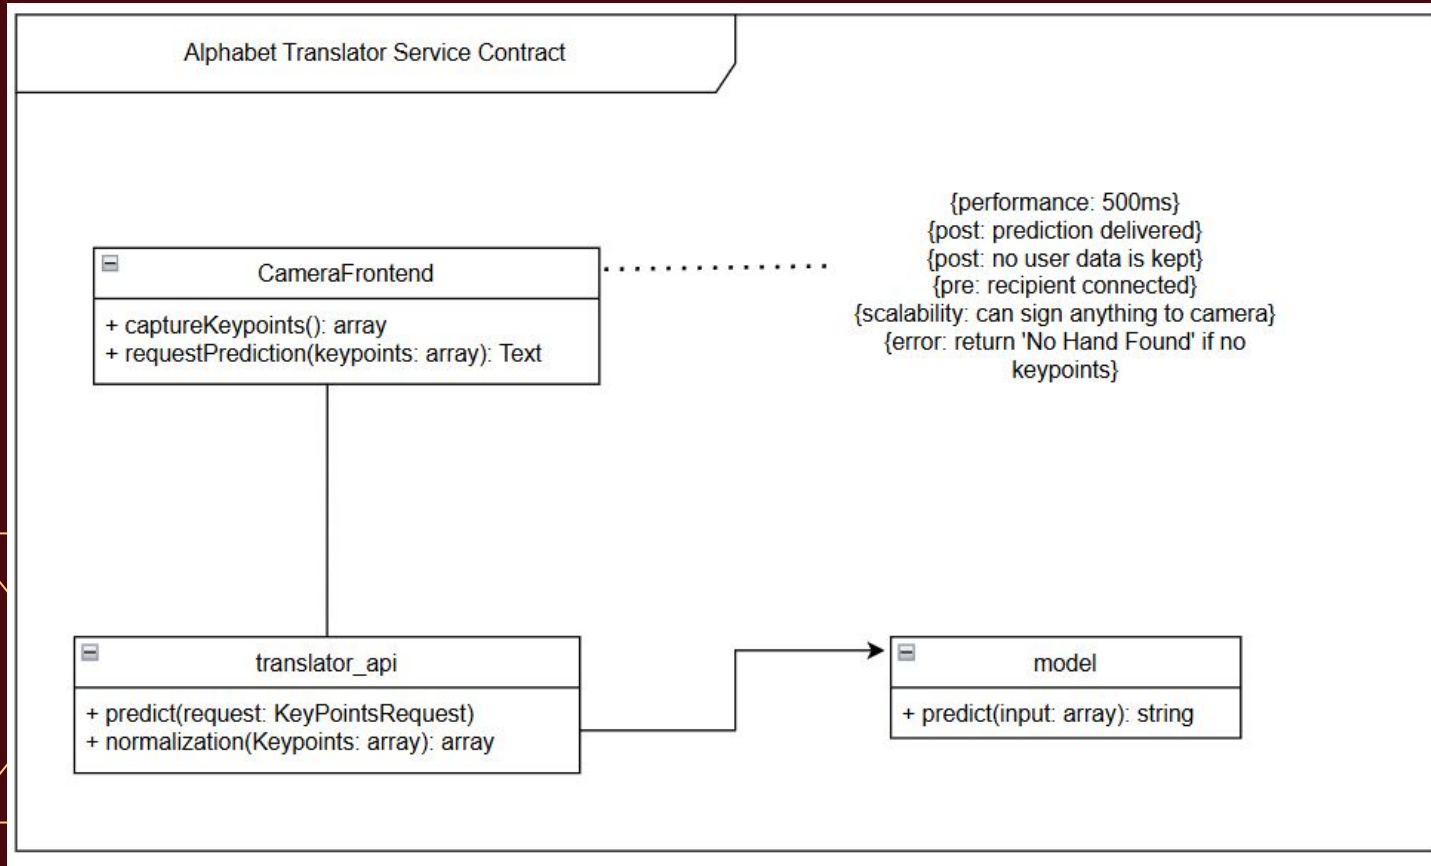 Alphabet Translator Service Contract
{performance: 500ms}
{post: prediction delivered}
{post: no user data is kept}
{pre: recipient connected}
{scalability: can sign anything to camera}
{error: return 'No Hand Found' if no
keypoints}
CameraFrontend
+ captureKeypoints(): array
+ requestPrediction(keypoints: array): Text
translator_api
+ predict(request: KeyPointsRequest)
+ normalization(Keypoints: array): array
model
+ predict(input: array): string